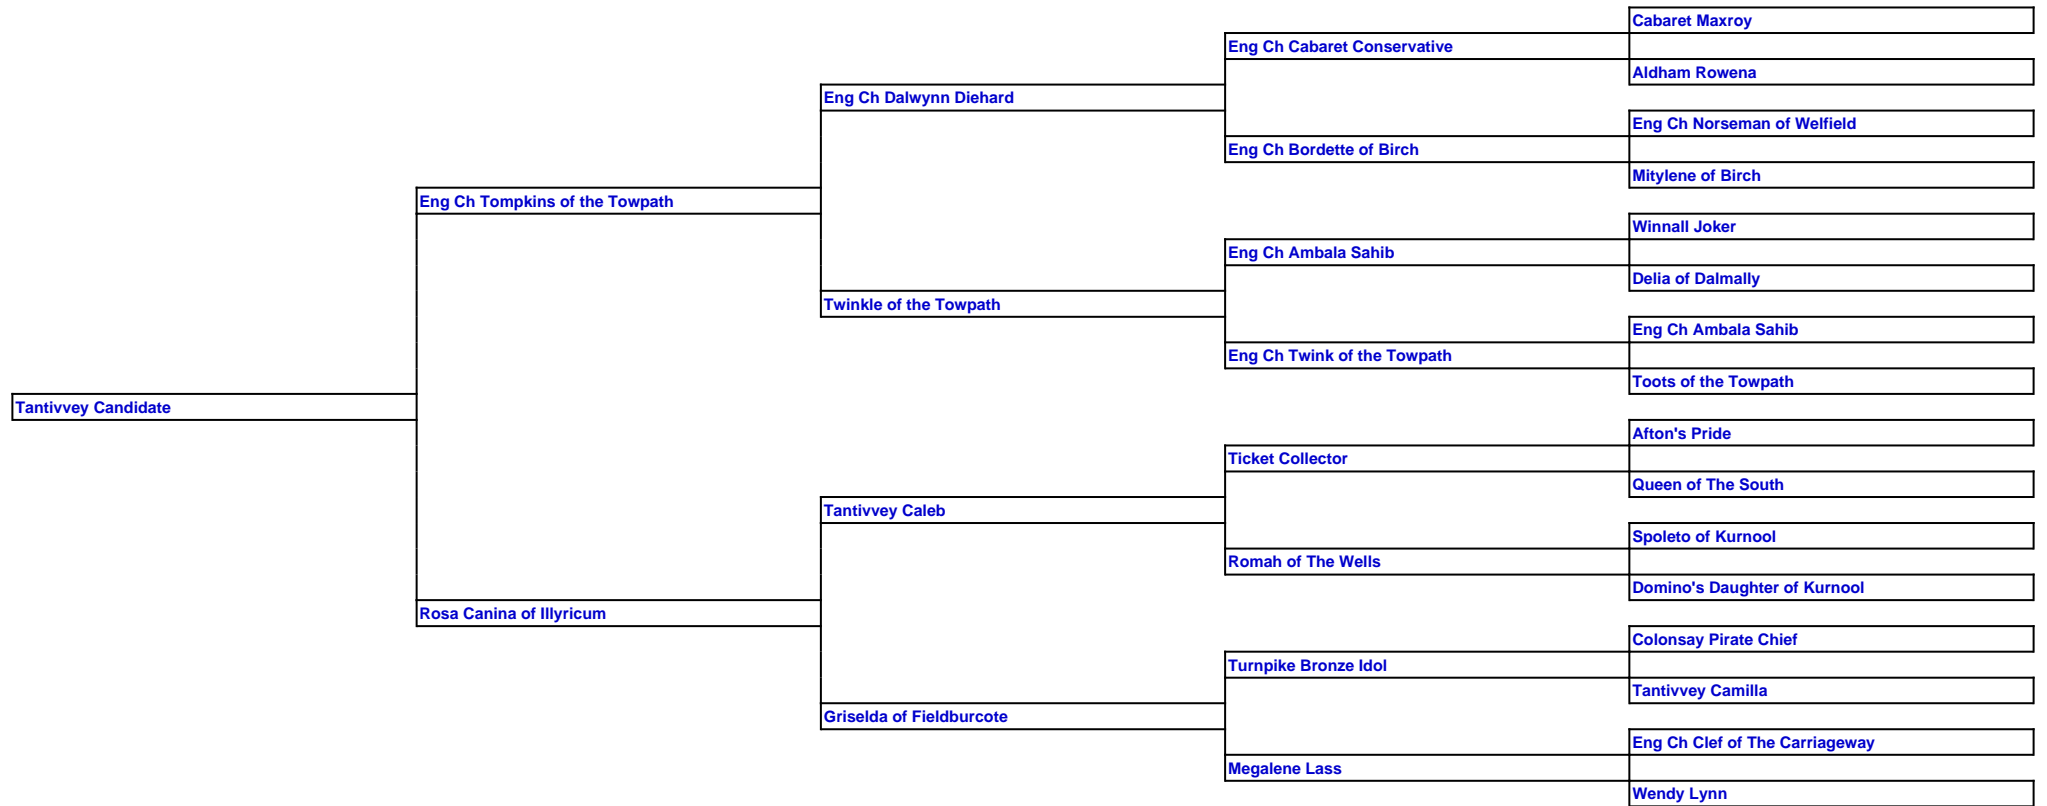 Cabaret Maxroy
Eng Ch Cabaret Conservative
Aldham Rowena
Eng Ch Dalwynn Diehard
Eng Ch Norseman of Welfield
Eng Ch Bordette of Birch
Mitylene of Birch
Eng Ch Tompkins of the Towpath
Winnall Joker
Eng Ch Ambala Sahib
Delia of Dalmally
Twinkle of the Towpath
Eng Ch Ambala Sahib
Eng Ch Twink of the Towpath
Toots of the Towpath
Tantivvey Candidate
Afton's Pride
Ticket Collector
Queen of The South
Tantivvey Caleb
Spoleto of Kurnool
Romah of The Wells
Domino's Daughter of Kurnool
Rosa Canina of Illyricum
Colonsay Pirate Chief
Turnpike Bronze Idol
Tantivvey Camilla
Griselda of Fieldburcote
Eng Ch Clef of The Carriageway
Megalene Lass
Wendy Lynn